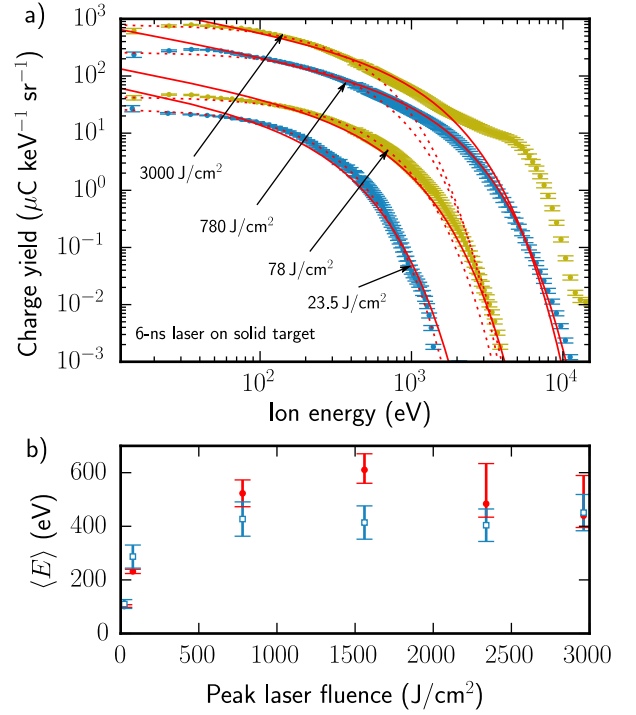 a)
10³
10²
10¹
10⁰
10⁻¹
10⁻²
10⁻³
Charge yield (μC keV⁻¹ sr⁻¹)
3000 J/cm²
780 J/cm²
78 J/cm²
23.5 J/cm²
6-ns laser on solid target
10² 10³ 10⁴
Ion energy (eV)
b)
600
400
200
0
⟨E⟩ (eV)
0 500 1000 1500 2000 2500 3000
Peak laser fluence (J/cm²)